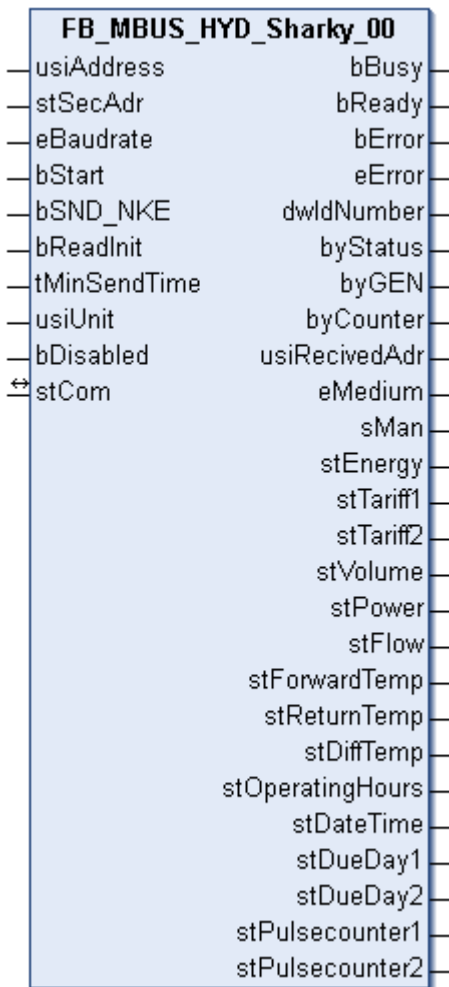 FB_MBUS_HYD_Sharky_00
usiAddress bBusy
stSecAdr bReady
eBaudrate bError
bStart eError
bSND_NKE dwIdNumber
bReadInit byStatus
tMinSendTime byGEN
usiUnit byCounter
bDisabled usiRecivedAdr
stCom eMedium
sMan
stEnergy
stTariff1
stTariff2
stVolume
stPower
stFlow
stForwardTemp
stReturnTemp
stDiffTemp
stOperatingHours
stDateTime
stDueDay1
stDueDay2
stPulsecounter1
stPulsecounter2